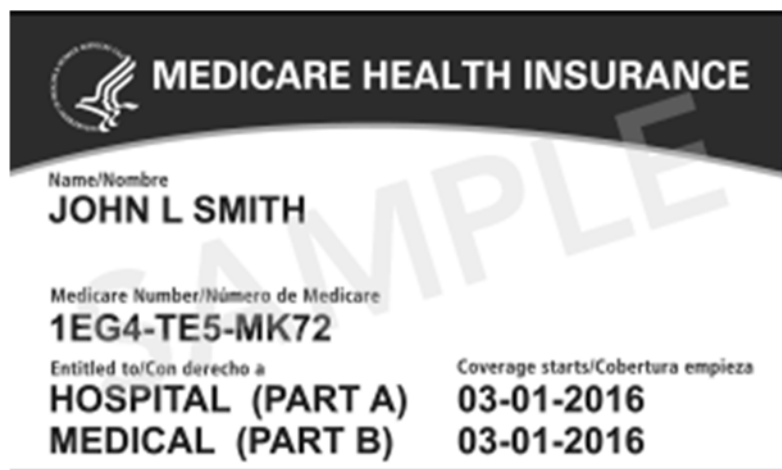 MEDICARE HEALTH INSURANCE
SAMPLE
Name/Nombre
JOHN L SMITH
Medicare Number/Número de Medicare
1EG4-TE5-MK72
Entitled to/Con derecho a Coverage starts/Cobertura empieza
HOSPITAL (PART A) 03-01-2016
MEDICAL (PART B) 03-01-2016